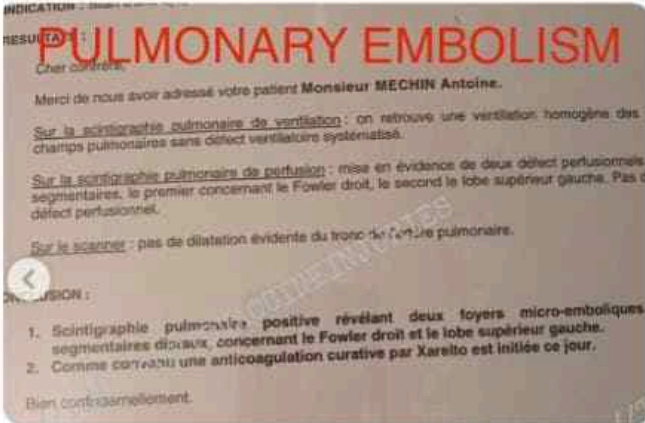 INDICATION :
RESULTATS :
PULMONARY EMBOLISM
Cher confrère,
Merci de nous avoir adressé votre patient Monsieur MECHIN Antoine.
Sur la scintigraphie pulmonaire de ventilation : on retrouve une ventilation homogène des
champs pulmonaires sans défect ventilatoire systématisé.
Sur la scintigraphie pulmonaire de perfusion : mise en évidence de deux défect perfusionnels
segmentaires, le premier concernant le Fowler droit, le second le lobe supérieur gauche. Pas
défect perfusionnel.
Sur le scanner : pas de dilatation évidente du tronc de l'artère pulmonaire.
CONCLUSION :
1. Scintigraphie pulmonaire positive révélant deux foyers micro-emboliques
segmentaires distaux, concernant le Fowler droit et le lobe supérieur gauche.
2. Comme convenu une anticoagulation curative par Xarelto est initiée ce jour.
Bien confraternellement.